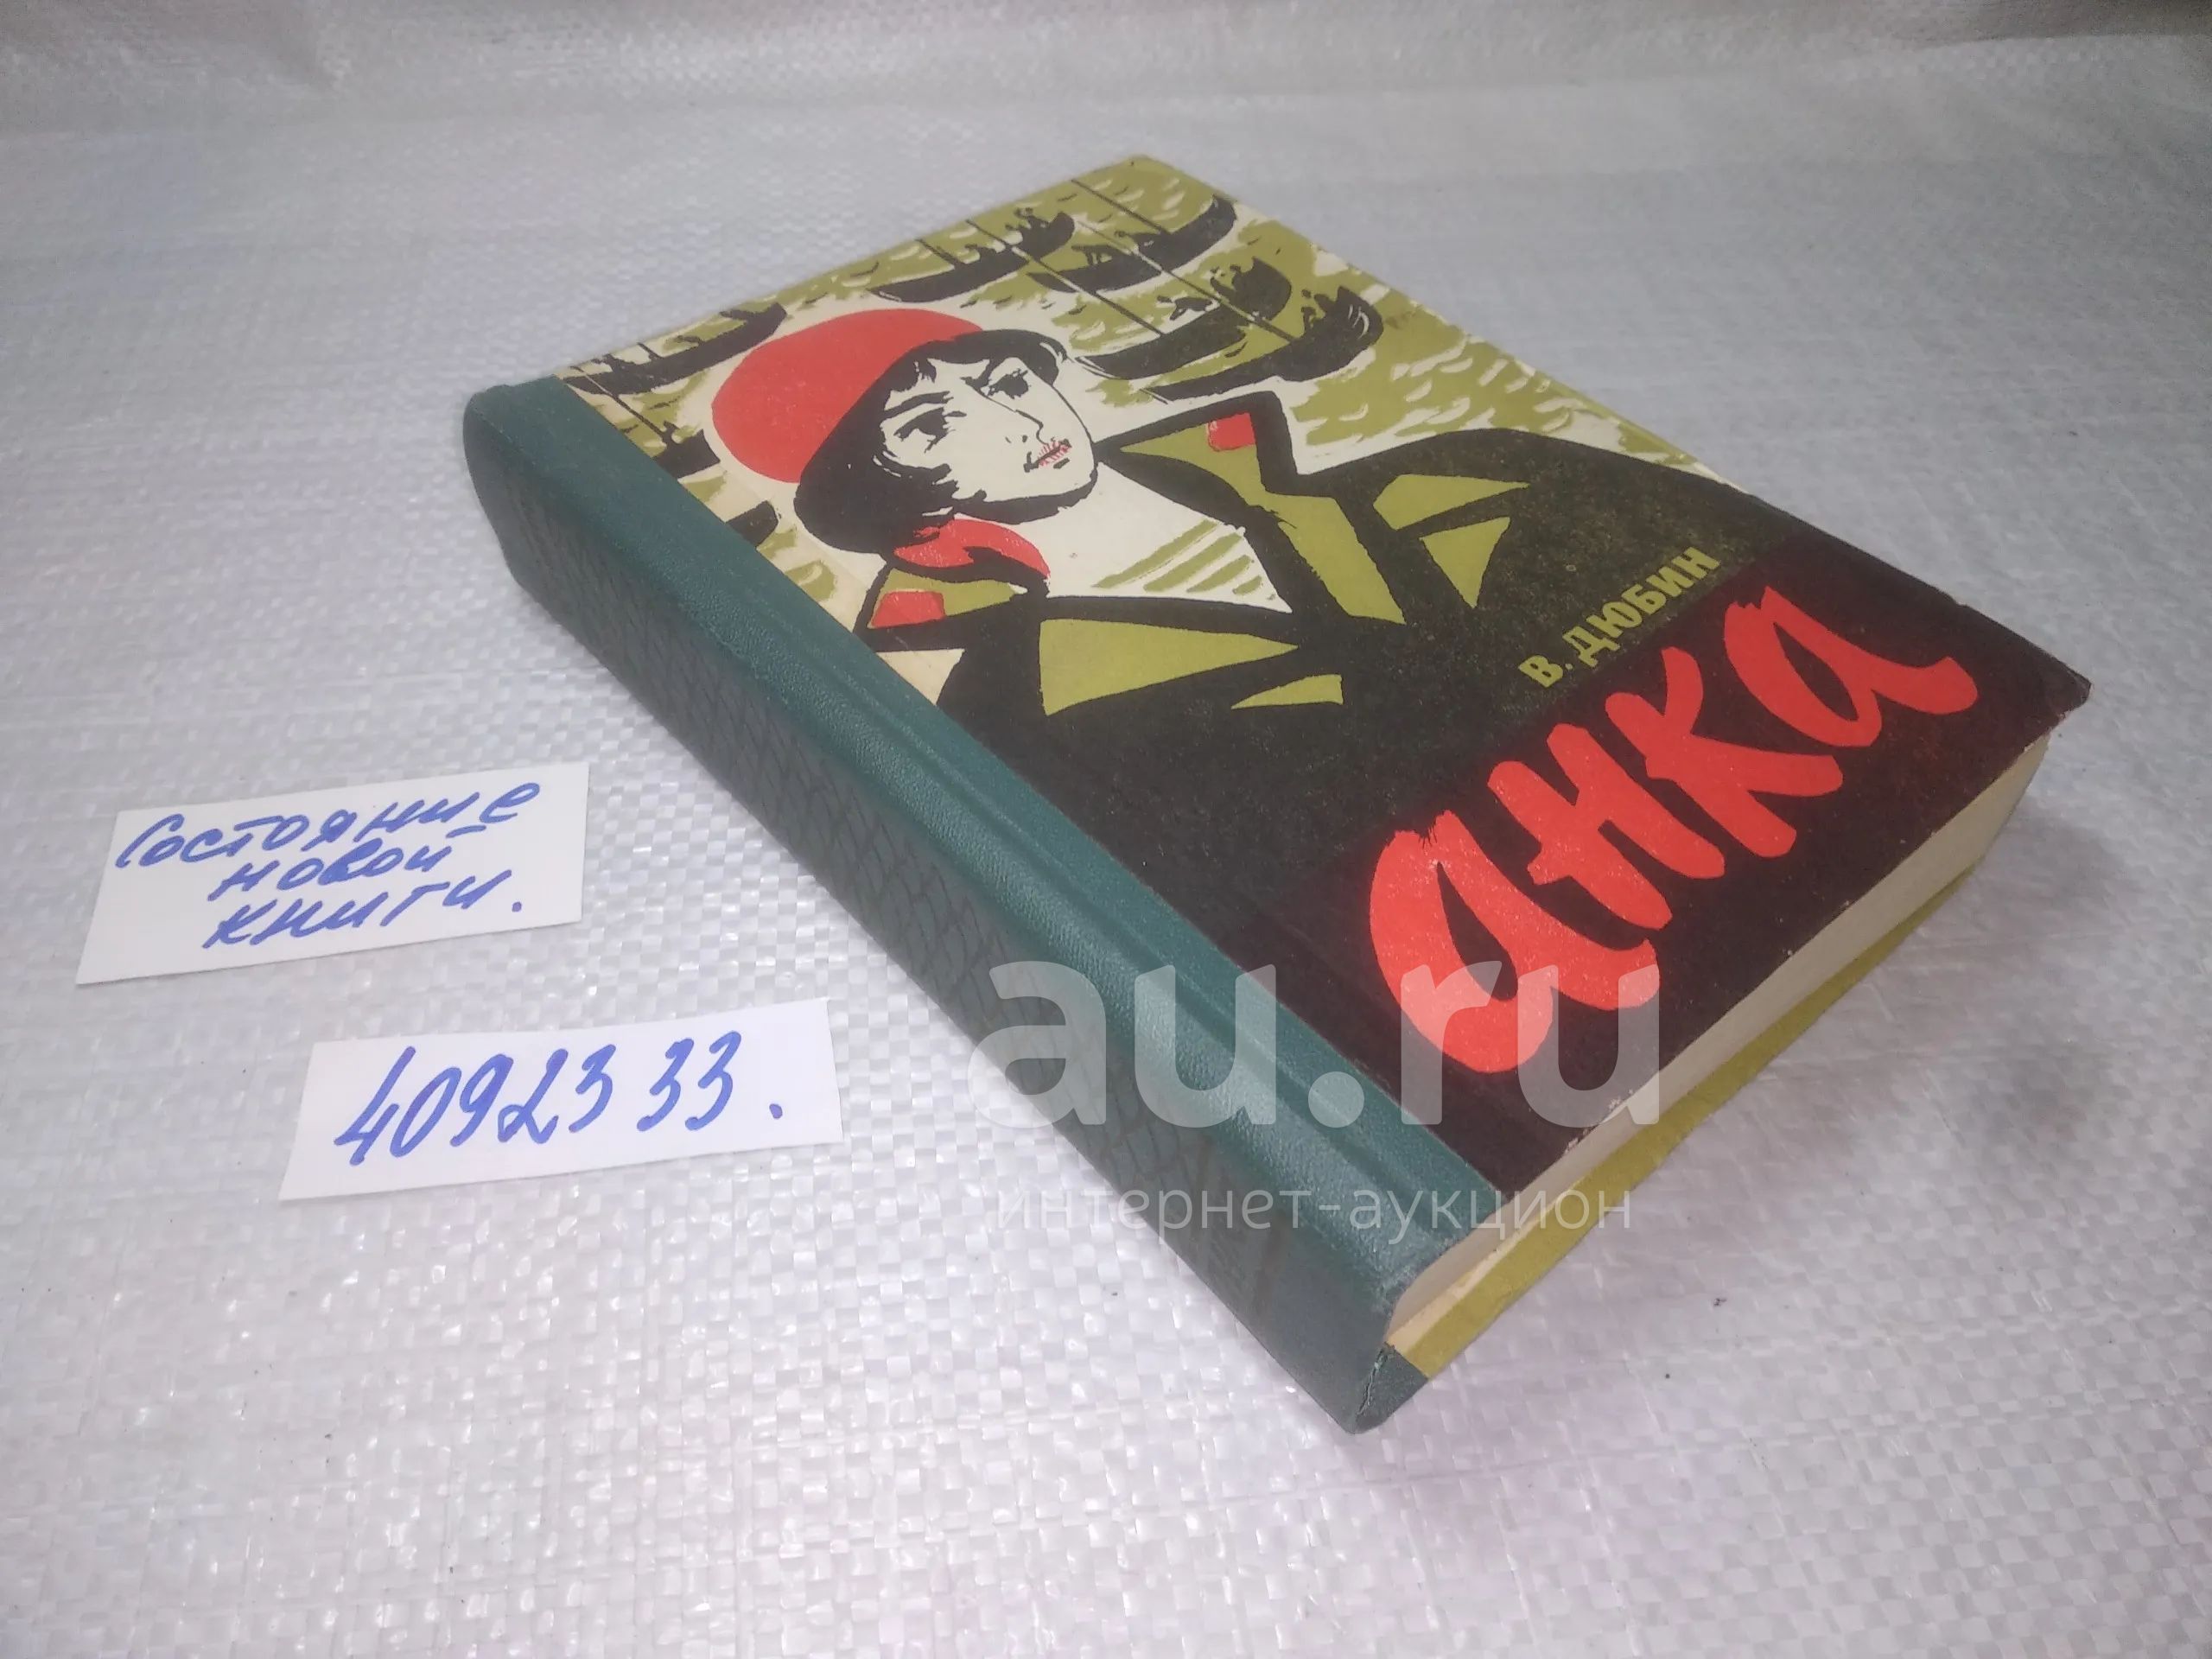 В. ДЮБИН
анка
Состояние
новой
книги.
4092333.
au.ru
интернет-аукцион